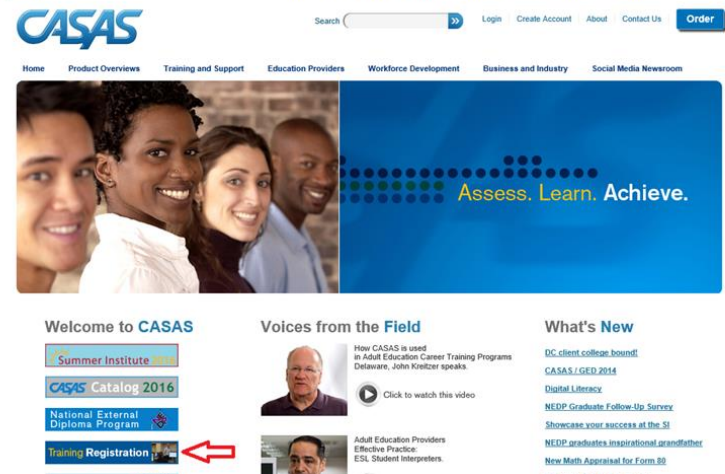 CASAS
Search
Login
Create Account
About
Contact Us
Order
Home
Product Overviews
Training and Support
Education Providers
Workforce Development
Business and Industry
Social Media Newsroom
Assess. Learn. Achieve.
Welcome to CASAS
Summer Institute 2016
CASAS Catalog 2016
National External
Diploma Program
Training Registration
Voices from the Field
How CASAS is used
in Adult Education Career Training Programs
Delaware, John Kreitzer speaks.
Click to watch this video
Adult Education Providers
Effective Practice:
ESL Student Interpreters.
What's New
DC client college bound!
CASAS / GED 2014
Digital Literacy
NEDP Graduate Follow-Up Survey
Showcase your success at the SI
NEDP graduates inspirational grandfather
New Math Appraisal for Form 80